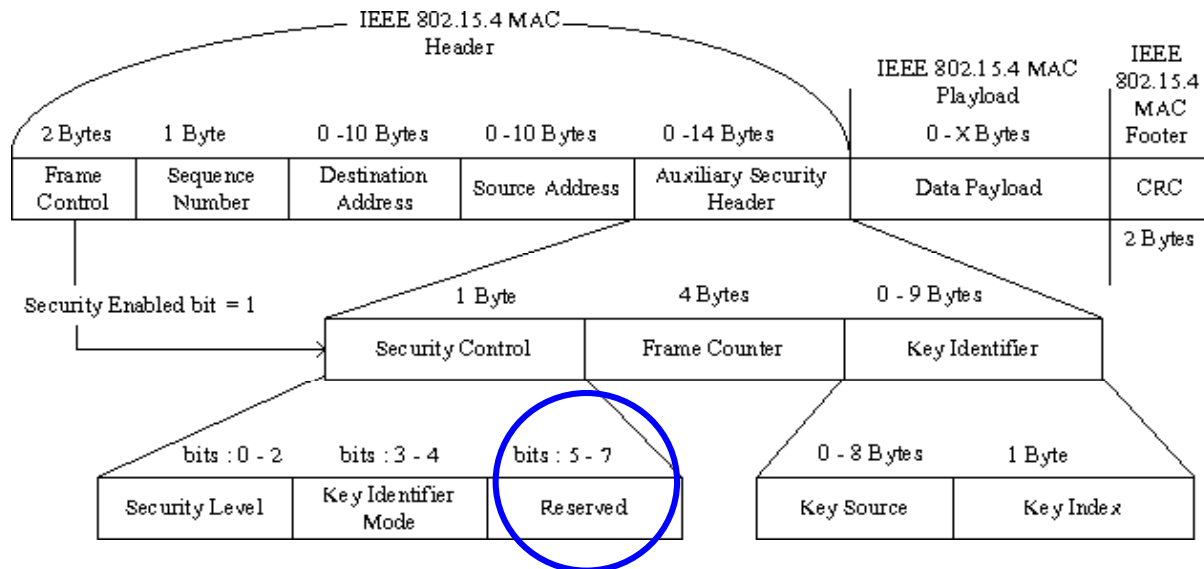 IEEE 802.15.4 MAC
Header
IEEE 802.15.4 MAC
Playload
IEEE
802.15.4
MAC
Footer
2 Bytes
1 Byte
0 -10 Bytes
0 -10 Bytes
0 -14 Bytes
0 - X Bytes
Frame
Control
Sequence
Number
Destination
Address
Source Address
Auxiliary Security
Header
Data Payload
CRC
2 Bytes
Security Enabled bit = 1
1 Byte
4 Bytes
0 - 9 Bytes
Security Control
Frame Counter
Key Identifier
bits : 0 - 2
bits : 3 - 4
bits : 5 - 7
0 - 8 Bytes
1 Byte
Security Level
Key Identifier
Mode
Reserved
Key Source
Key Index